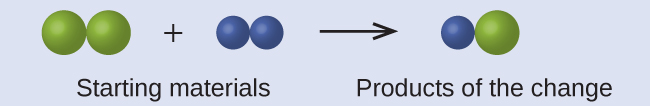 +
Starting materials Products of the change